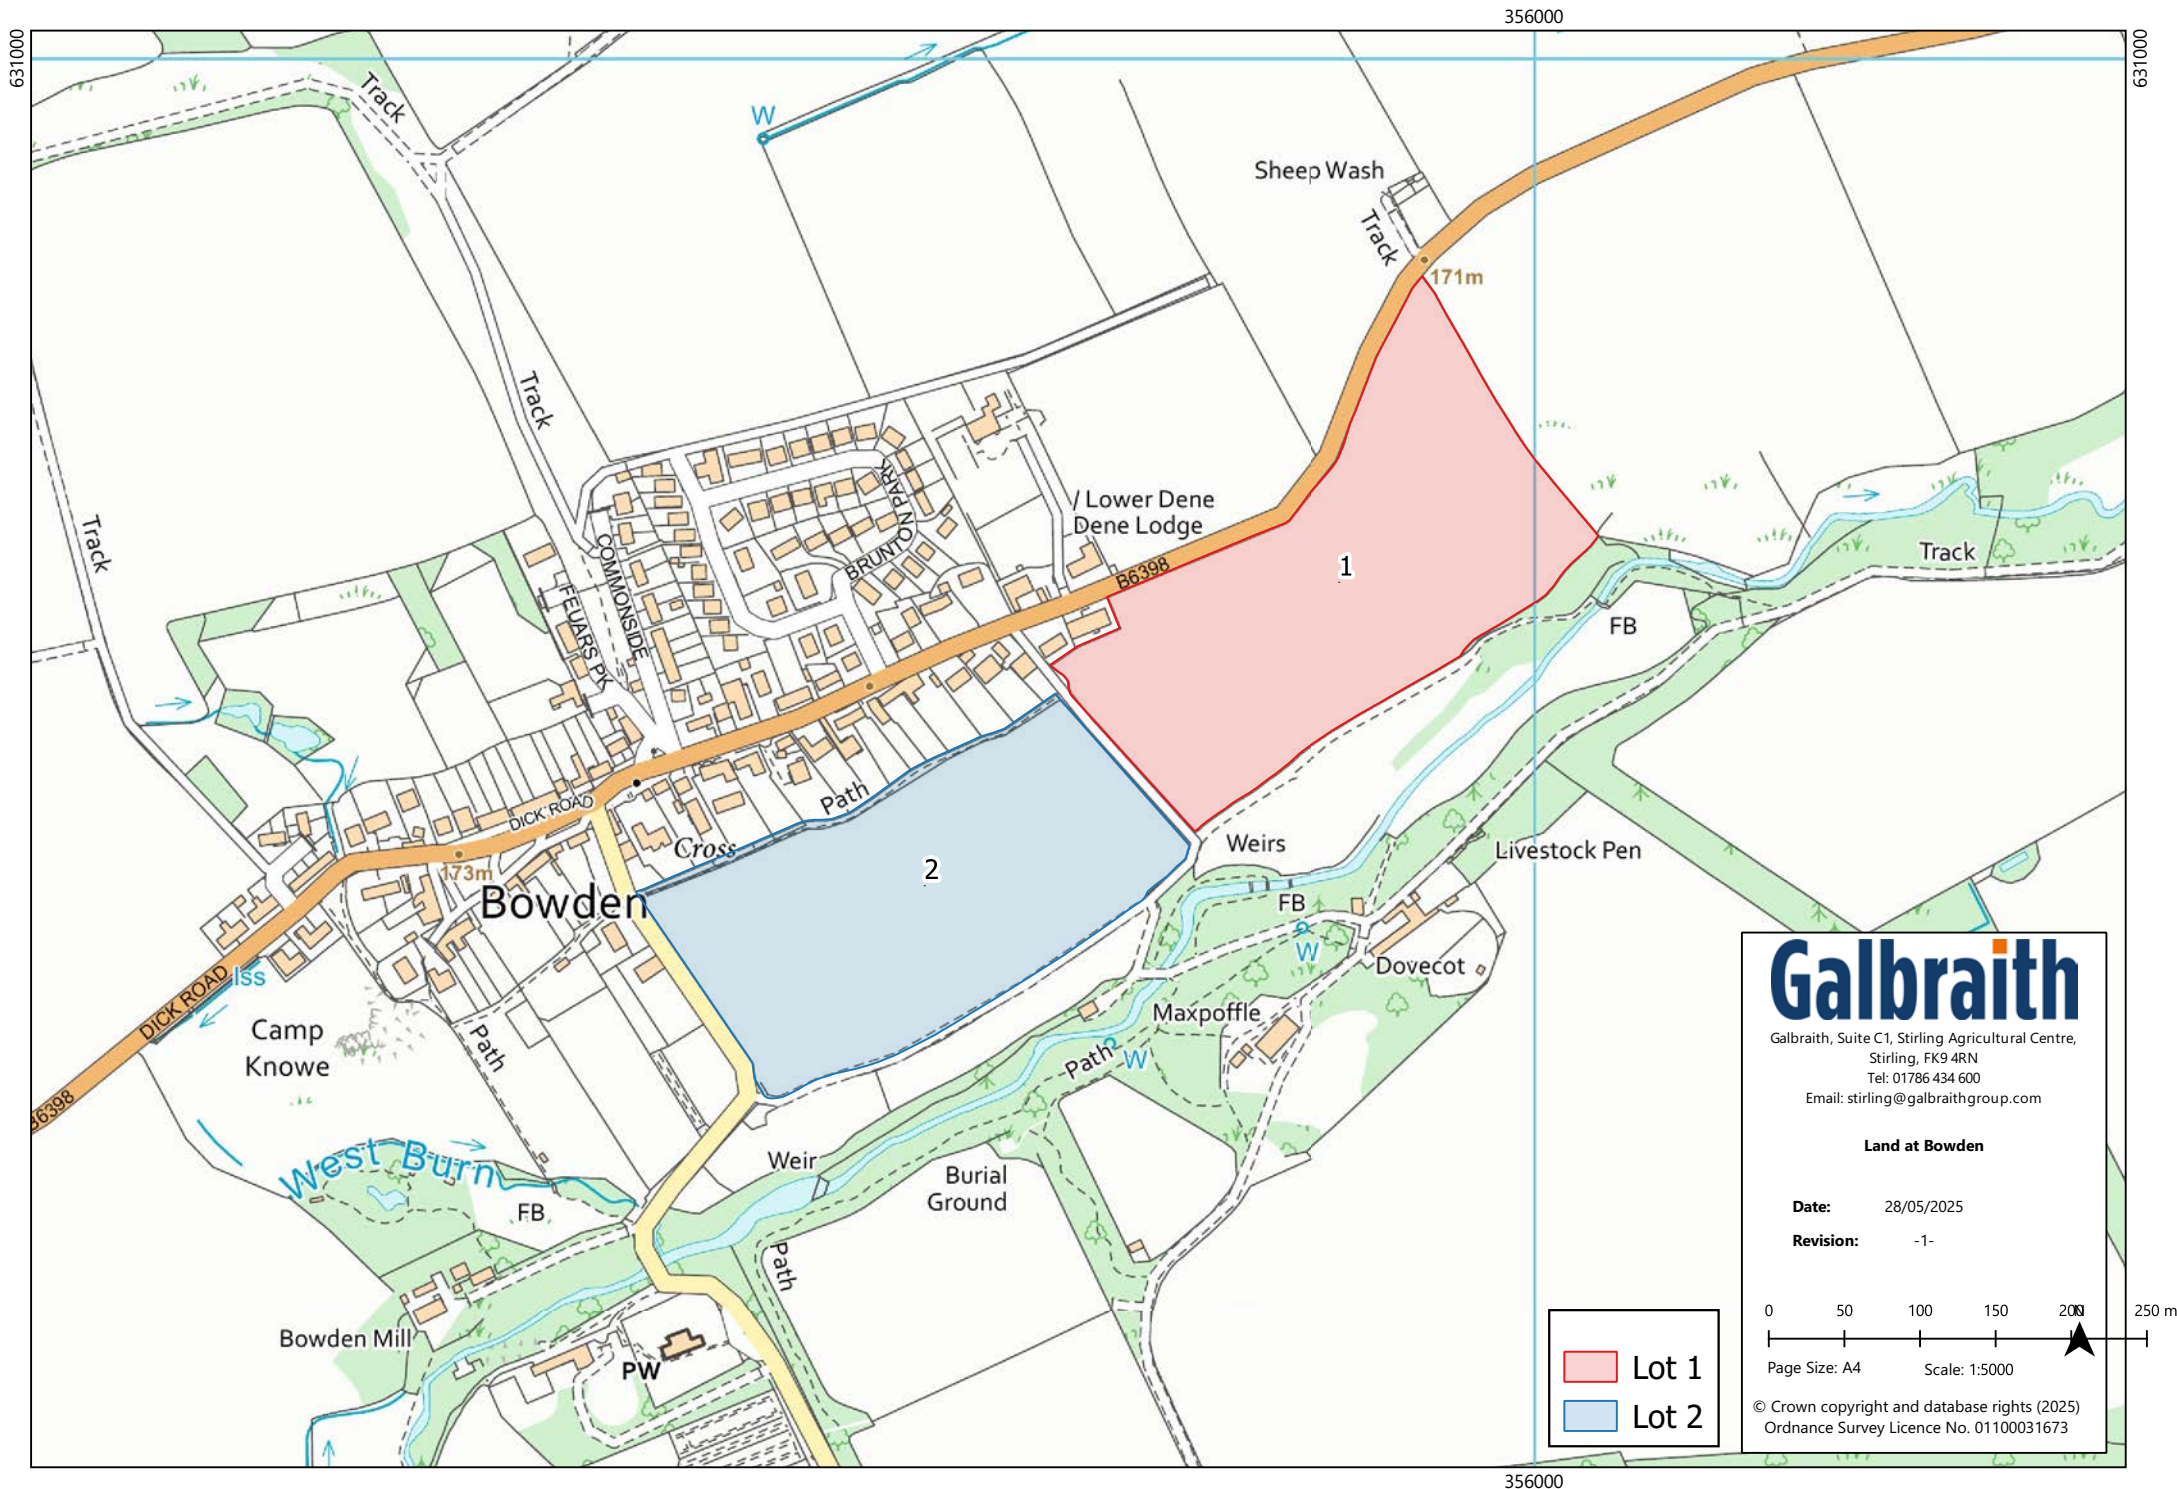 356000
631000
631000
Track
W
Sheep Wash
Track
171m
Track
Track
/ Lower Dene
Dene Lodge
BRUNTON PARK
COMMONSIDE
FEUARS PK
B6398
1
Track
FB
Path
DICK ROAD
Cross
173m
Bowden
2
Weirs
Livestock Pen
FB
W
Dovecot
Iss
DICK ROAD
Camp
Knowe
Path
Maxpoffle
Path
W
B6398
West Burn
FB
Weir
Burial
Ground
Path
Bowden Mill
PW
Galbraith
Galbraith, Suite C1, Stirling Agricultural Centre,
Stirling, FK9 4RN
Tel: 01786 434 600
Email: stirling@galbraithgroup.com
Land at Bowden
Date: 28/05/2025
Revision: -1-
0 50 100 150 200 250 m
N
Page Size: A4 Scale: 1:5000
© Crown copyright and database rights (2025)
Ordnance Survey Licence No. 01100031673
Lot 1
Lot 2
356000